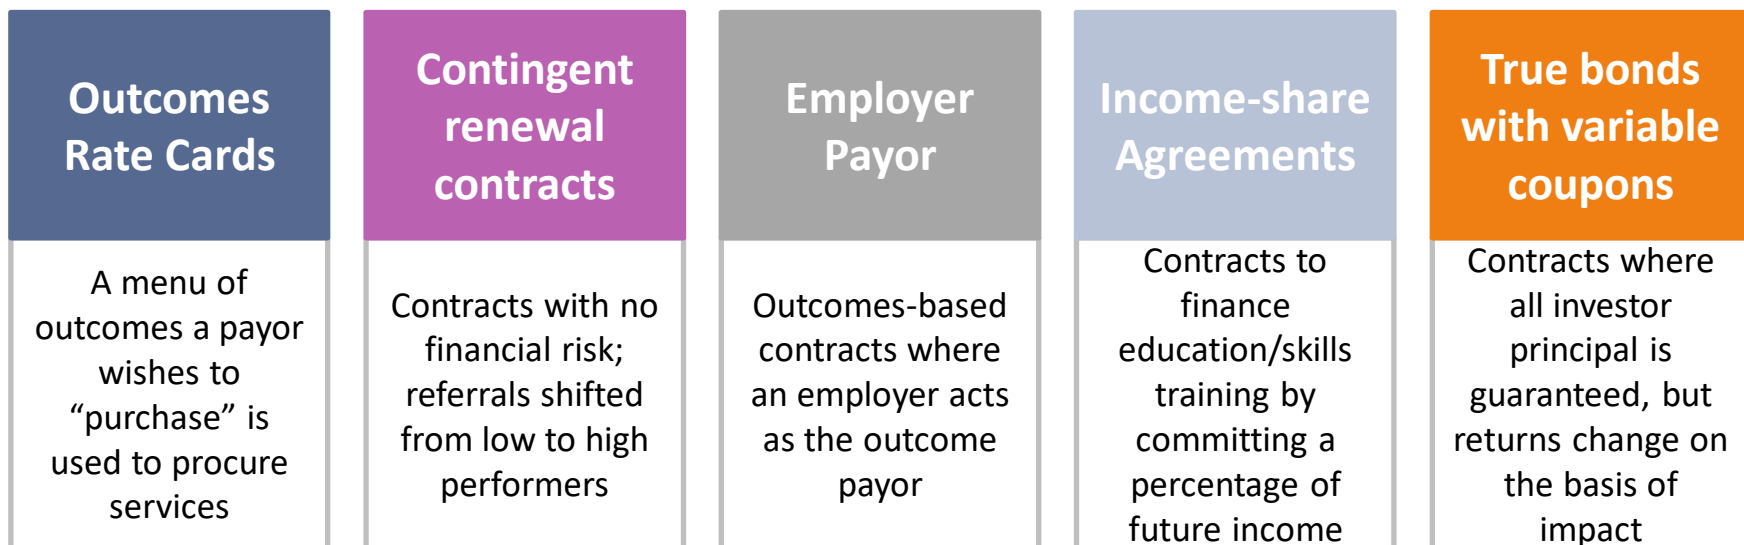 Outcomes
Rate Cards
A menu of
outcomes a payor
wishes to
“purchase” is
used to procure
services
Contingent
renewal
contracts
Contracts with no
financial risk;
referrals shifted
from low to high
performers
Employer
Payor
Outcomes-based
contracts where
an employer acts
as the outcome
payor
Income-share
Agreements
Contracts to
finance
education/skills
training by
committing a
percentage of
future income
True bonds
with variable
coupons
Contracts where
all investor
principal is
guaranteed, but
returns change on
the basis of
impact